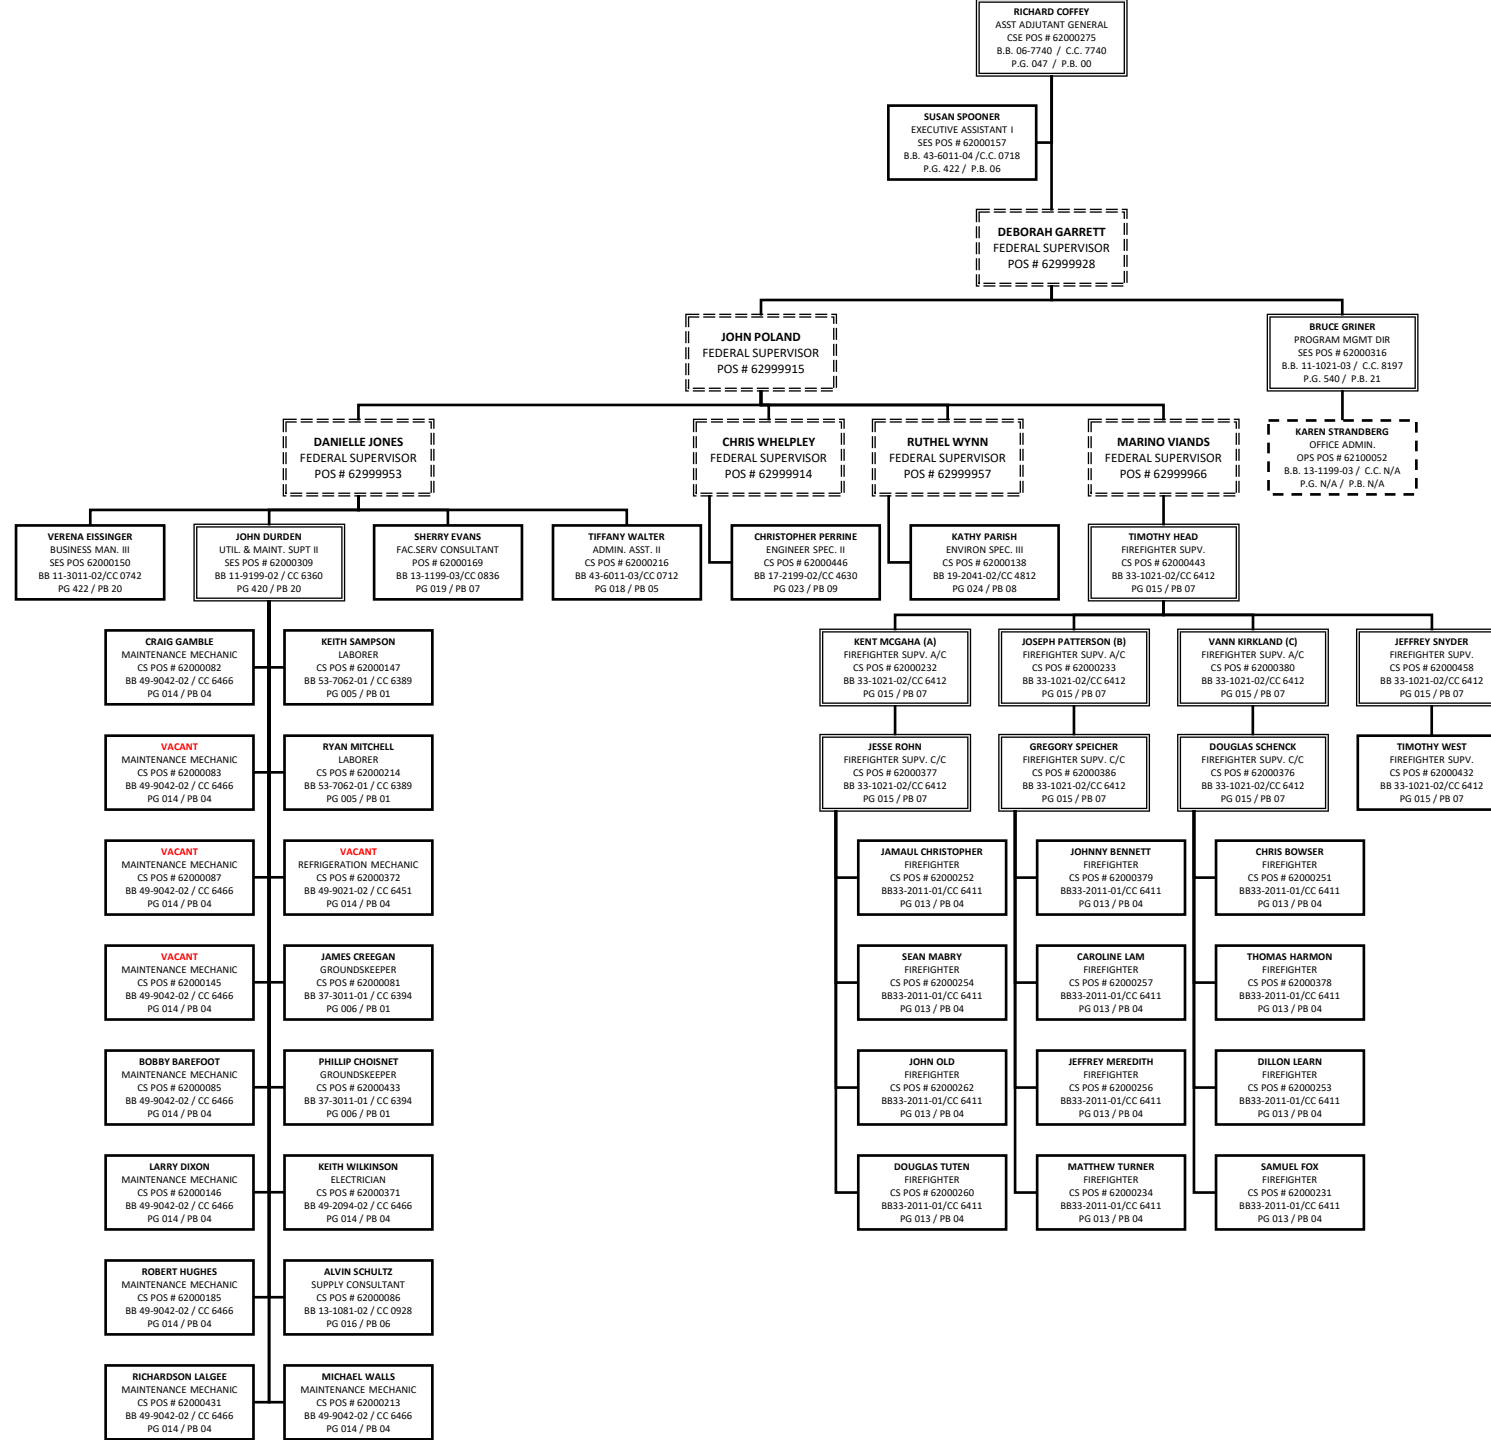 RICHARD COFFEY
ASST ADJUTANT GENERAL
CSE POS # 62000275
B.B. 06-7740 / C.C. 7740
P.G. 047 / P.B. 00
SUSAN SPOONER
EXECUTIVE ASSISTANT I
SES POS # 62000157
B.B. 43-6011-04 /C.C. 0718
P.G. 422 / P.B. 06
DEBORAH GARRETT
FEDERAL SUPERVISOR
POS # 62999928
JOHN POLAND
FEDERAL SUPERVISOR
POS # 62999915
BRUCE GRINER
PROGRAM MGMT DIR
SES POS # 62000316
B.B. 11-1021-03 / C.C. 8197
P.G. 540 / P.B. 21
DANIELLE JONES
FEDERAL SUPERVISOR
POS # 62999953
CHRIS WHELPLEY
FEDERAL SUPERVISOR
POS # 62999914
RUTHEL WYNN
FEDERAL SUPERVISOR
POS # 62999957
MARINO VIANDS
FEDERAL SUPERVISOR
POS # 62999966
KAREN STRANDBERG
OFFICE ADMIN.
OPS POS # 62100052
B.B. 13-1199-03 / C.C. N/A
P.G. N/A / P.B. N/A
VERENA EISSINGER
BUSINESS MAN. III
SES POS 62000150
BB 11-3011-02/CC 0742
PG 422 / PB 20
JOHN DURDEN
UTIL. & MAINT. SUPT II
SES POS # 62000309
BB 11-9199-02 / CC 6360
PG 420 / PB 20
SHERRY EVANS
FAC.SERV CONSULTANT
POS # 62000169
BB 13-1199-03/CC 0836
PG 019 / PB 07
TIFFANY WALTER
ADMIN. ASST. II
CS POS # 62000216
BB 43-6011-03/CC 0712
PG 018 / PB 05
CHRISTOPHER PERRINE
ENGINEER SPEC. II
CS POS # 62000446
BB 17-2199-02/CC 4630
PG 023 / PB 09
KATHY PARISH
ENVIRON SPEC. III
CS POS # 62000138
BB 19-2041-02/CC 4812
PG 024 / PB 08
TIMOTHY HEAD
FIREFIGHTER SUPV.
CS POS # 62000443
BB 33-1021-02/CC 6412
PG 015 / PB 07
CRAIG GAMBLE
MAINTENANCE MECHANIC
CS POS # 62000082
BB 49-9042-02 / CC 6466
PG 014 / PB 04
KEITH SAMPSON
LABORER
CS POS # 62000147
BB 53-7062-01 / CC 6389
PG 005 / PB 01
KENT MCGAHA (A)
FIREFIGHTER SUPV. A/C
CS POS # 62000232
BB 33-1021-02/CC 6412
PG 015 / PB 07
JOSEPH PATTERSON (B)
FIREFIGHTER SUPV. A/C
CS POS # 62000233
BB 33-1021-02/CC 6412
PG 015 / PB 07
VANN KIRKLAND (C)
FIREFIGHTER SUPV. A/C
CS POS # 62000380
BB 33-1021-02/CC 6412
PG 015 / PB 07
JEFFREY SNYDER
FIREFIGHTER SUPV.
CS POS # 62000458
BB 33-1021-02/CC 6412
PG 015 / PB 07
VACANT
MAINTENANCE MECHANIC
CS POS # 62000083
BB 49-9042-02 / CC 6466
PG 014 / PB 04
RYAN MITCHELL
LABORER
CS POS # 62000214
BB 53-7062-01 / CC 6389
PG 005 / PB 01
JESSE ROHN
FIREFIGHTER SUPV. C/C
CS POS # 62000377
BB 33-1021-02/CC 6412
PG 015 / PB 07
GREGORY SPEICHER
FIREFIGHTER SUPV. C/C
CS POS # 62000386
BB 33-1021-02/CC 6412
PG 015 / PB 07
DOUGLAS SCHENCK
FIREFIGHTER SUPV. C/C
CS POS # 62000376
BB 33-1021-02/CC 6412
PG 015 / PB 07
TIMOTHY WEST
FIREFIGHTER SUPV.
CS POS # 62000432
BB 33-1021-02/CC 6412
PG 015 / PB 07
VACANT
MAINTENANCE MECHANIC
CS POS # 62000087
BB 49-9042-02 / CC 6466
PG 014 / PB 04
VACANT
REFRIGERATION MECHANIC
CS POS # 62000372
BB 49-9021-02 / CC 6451
PG 014 / PB 04
JAMAUL CHRISTOPHER
FIREFIGHTER
CS POS # 62000252
BB33-2011-01/CC 6411
PG 013 / PB 04
JOHNNY BENNETT
FIREFIGHTER
CS POS # 62000379
BB33-2011-01/CC 6411
PG 013 / PB 04
CHRIS BOWSER
FIREFIGHTER
CS POS # 62000251
BB33-2011-01/CC 6411
PG 013 / PB 04
VACANT
MAINTENANCE MECHANIC
CS POS # 62000145
BB 49-9042-02 / CC 6466
PG 014 / PB 04
JAMES CREEGAN
GROUNDSKEEPER
CS POS # 62000081
BB 37-3011-01 / CC 6394
PG 006 / PB 01
SEAN MABRY
FIREFIGHTER
CS POS # 62000254
BB33-2011-01/CC 6411
PG 013 / PB 04
CAROLINE LAM
FIREFIGHTER
CS POS # 62000257
BB33-2011-01/CC 6411
PG 013 / PB 04
THOMAS HARMON
FIREFIGHTER
CS POS # 62000378
BB33-2011-01/CC 6411
PG 013 / PB 04
BOBBY BAREFOOT
MAINTENANCE MECHANIC
CS POS # 62000085
BB 49-9042-02 / CC 6466
PG 014 / PB 04
PHILLIP CHOISNET
GROUNDSKEEPER
CS POS # 62000433
BB 37-3011-01 / CC 6394
PG 006 / PB 01
JOHN OLD
FIREFIGHTER
CS POS # 62000262
BB33-2011-01/CC 6411
PG 013 / PB 04
JEFFREY MEREDITH
FIREFIGHTER
CS POS # 62000256
BB33-2011-01/CC 6411
PG 013 / PB 04
DILLON LEARN
FIREFIGHTER
CS POS # 62000253
BB33-2011-01/CC 6411
PG 013 / PB 04
LARRY DIXON
MAINTENANCE MECHANIC
CS POS # 62000146
BB 49-9042-02 / CC 6466
PG 014 / PB 04
KEITH WILKINSON
ELECTRICIAN
CS POS # 62000371
BB 49-2094-02 / CC 6466
PG 014 / PB 04
DOUGLAS TUTEN
FIREFIGHTER
CS POS # 62000260
BB33-2011-01/CC 6411
PG 013 / PB 04
MATTHEW TURNER
FIREFIGHTER
CS POS # 62000234
BB33-2011-01/CC 6411
PG 013 / PB 04
SAMUEL FOX
FIREFIGHTER
CS POS # 62000231
BB33-2011-01/CC 6411
PG 013 / PB 04
ROBERT HUGHES
MAINTENANCE MECHANIC
CS POS # 62000185
BB 49-9042-02 / CC 6466
PG 014 / PB 04
ALVIN SCHULTZ
SUPPLY CONSULTANT
CS POS # 62000086
BB 13-1081-02 / CC 0928
PG 016 / PB 06
RICHARDSON LALGEE
MAINTENANCE MECHANIC
CS POS # 62000431
BB 49-9042-02 / CC 6466
PG 014 / PB 04
MICHAEL WALLS
MAINTENANCE MECHANIC
CS POS # 62000213
BB 49-9042-02 / CC 6466
PG 014 / PB 04